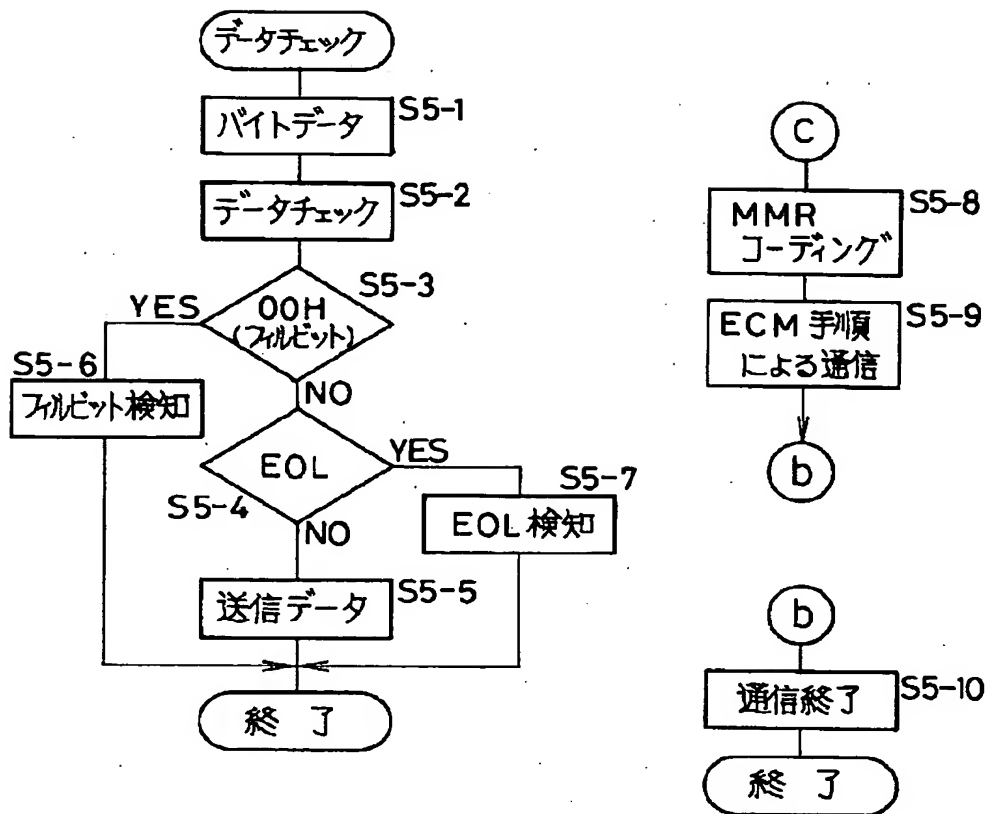 データチェック
バイトデータ
S5-1
データチェック
S5-2
00H
(フィルビット)
S5-3
YES
NO
S5-6
フィルビット検知
EOL
S5-4
YES
NO
S5-7
EOL検知
送信データ
S5-5
終了
C
MMR
コーディング
S5-8
ECM手順
による通信
S5-9
b
b
通信終了
S5-10
終了